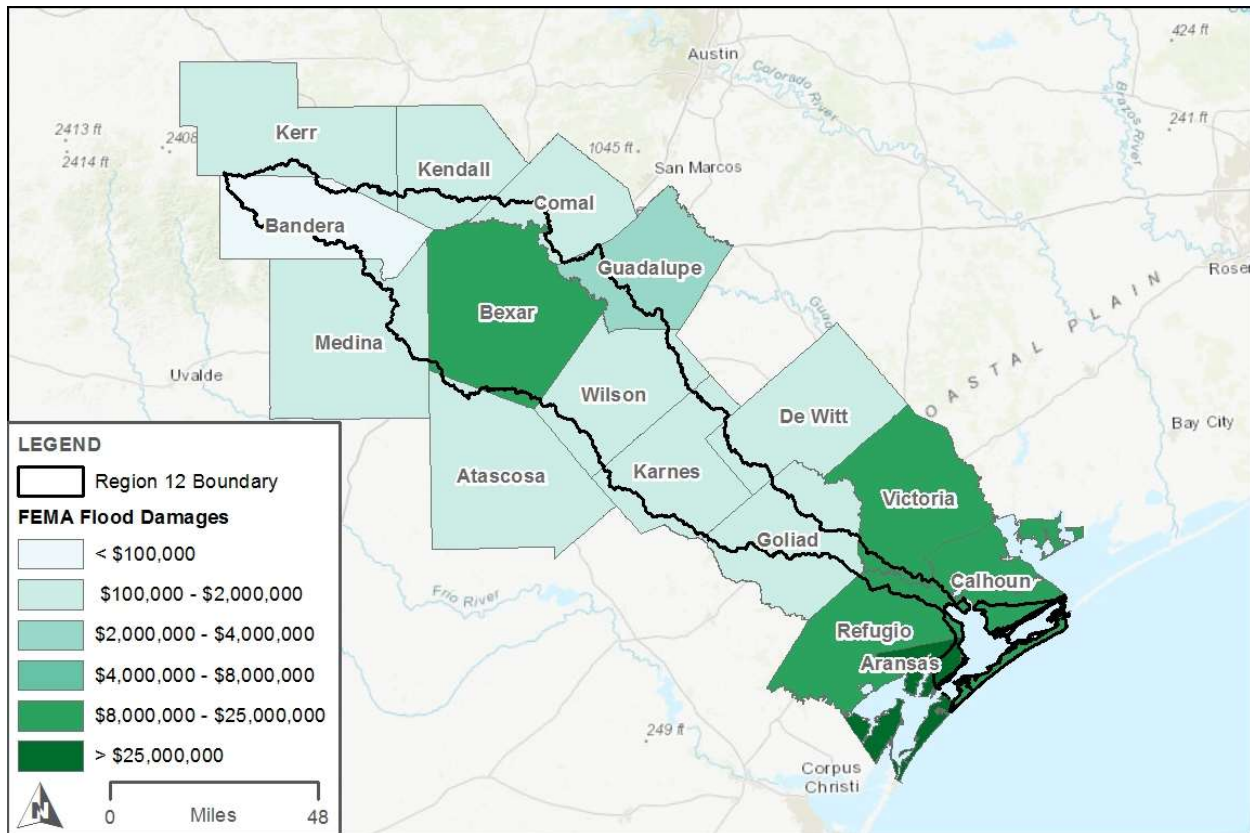 424 ft
Austin
Colorado River
Brazos River
2413 ft
2408
2414 ft
Kerr
1045 ft
241 ft
Kendall
San Marcos
Comal
Bandera
Guadalupe
Rosen
Bexar
COASTAL PLAIN
Medina
Uvalde
Wilson
De Witt
Bay City
Atascosa
Karnes
Victoria
Goliad
Calhoun
Frio River
Refugio
Aransas
249 ft
Corpus
Christi
LEGEND
Region 12 Boundary
FEMA Flood Damages
< $100,000
$100,000 - $2,000,000
$2,000,000 - $4,000,000
$4,000,000 - $8,000,000
$8,000,000 - $25,000,000
> $25,000,000
N
0 Miles 48